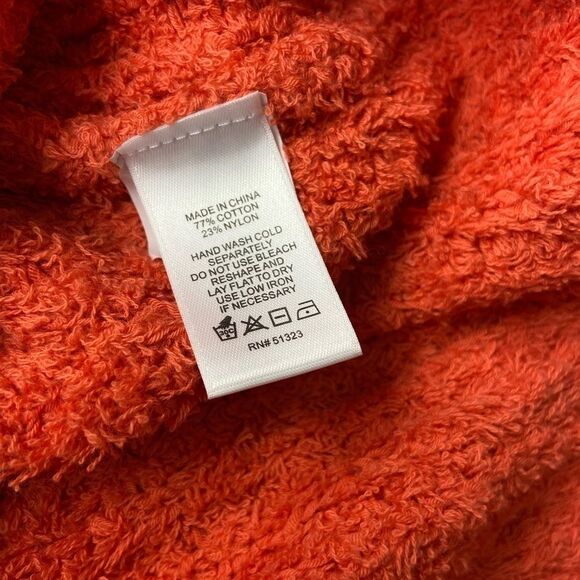 MADE IN CHINA
77% COTTON
23% NYLON
HAND WASH COLD
SEPARATELY
DO NOT USE BLEACH
RESHAPE AND
LAY FLAT TO DRY
USE LOW IRON
IF NECESSARY
RN# 51323